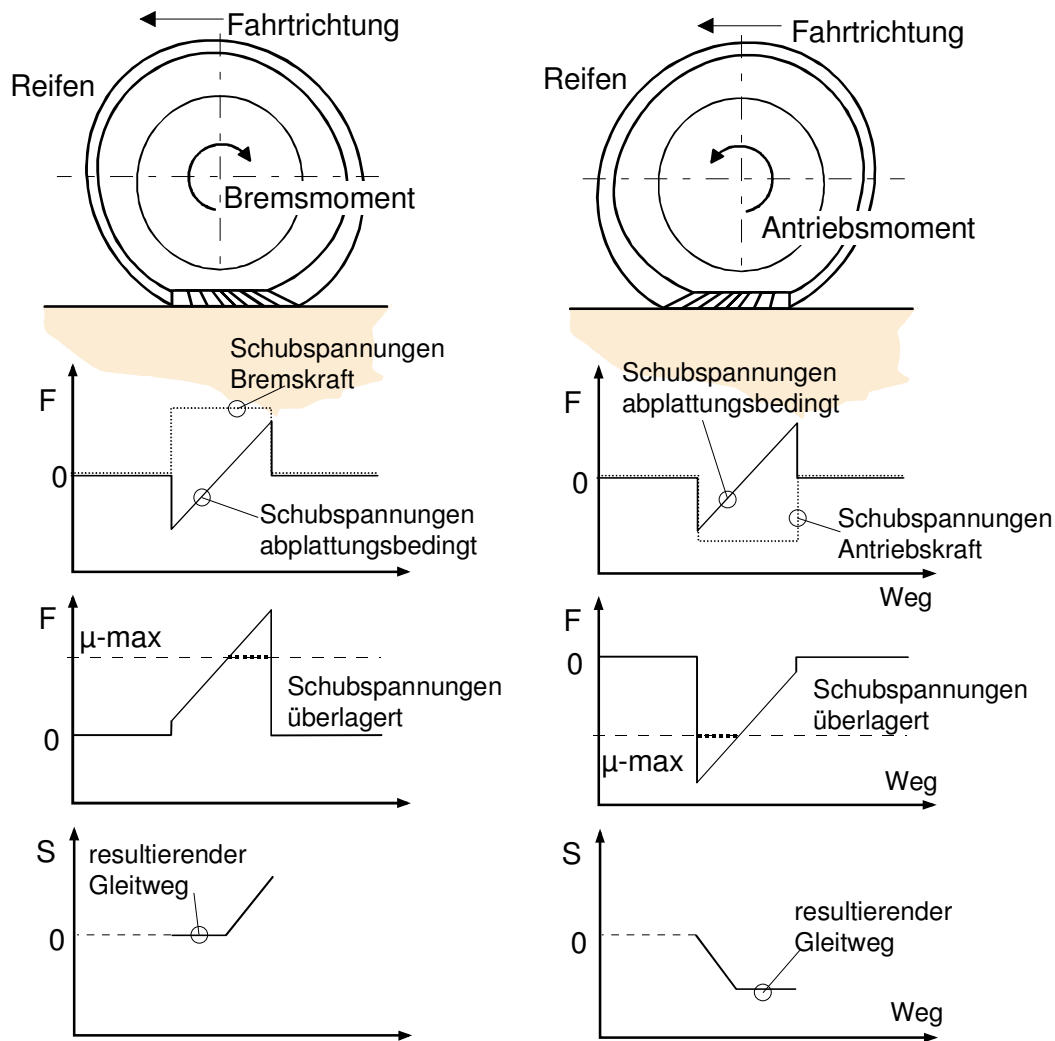 Fahrtrichtung
Reifen
Bremsmoment
Schubspannungen
Bremskraft
F
0
Schubspannungen
abplattungsbedingt
F
µ-max
Schubspannungen
überlagert
0
S
resultierender
Gleitweg
0
Fahrtrichtung
Reifen
Antriebsmoment
Schubspannungen
abplattungsbedingt
F
0
Schubspannungen
Antriebskraft
Weg
F
0
Schubspannungen
überlagert
µ-max
Weg
S
resultierender
Gleitweg
0
Weg